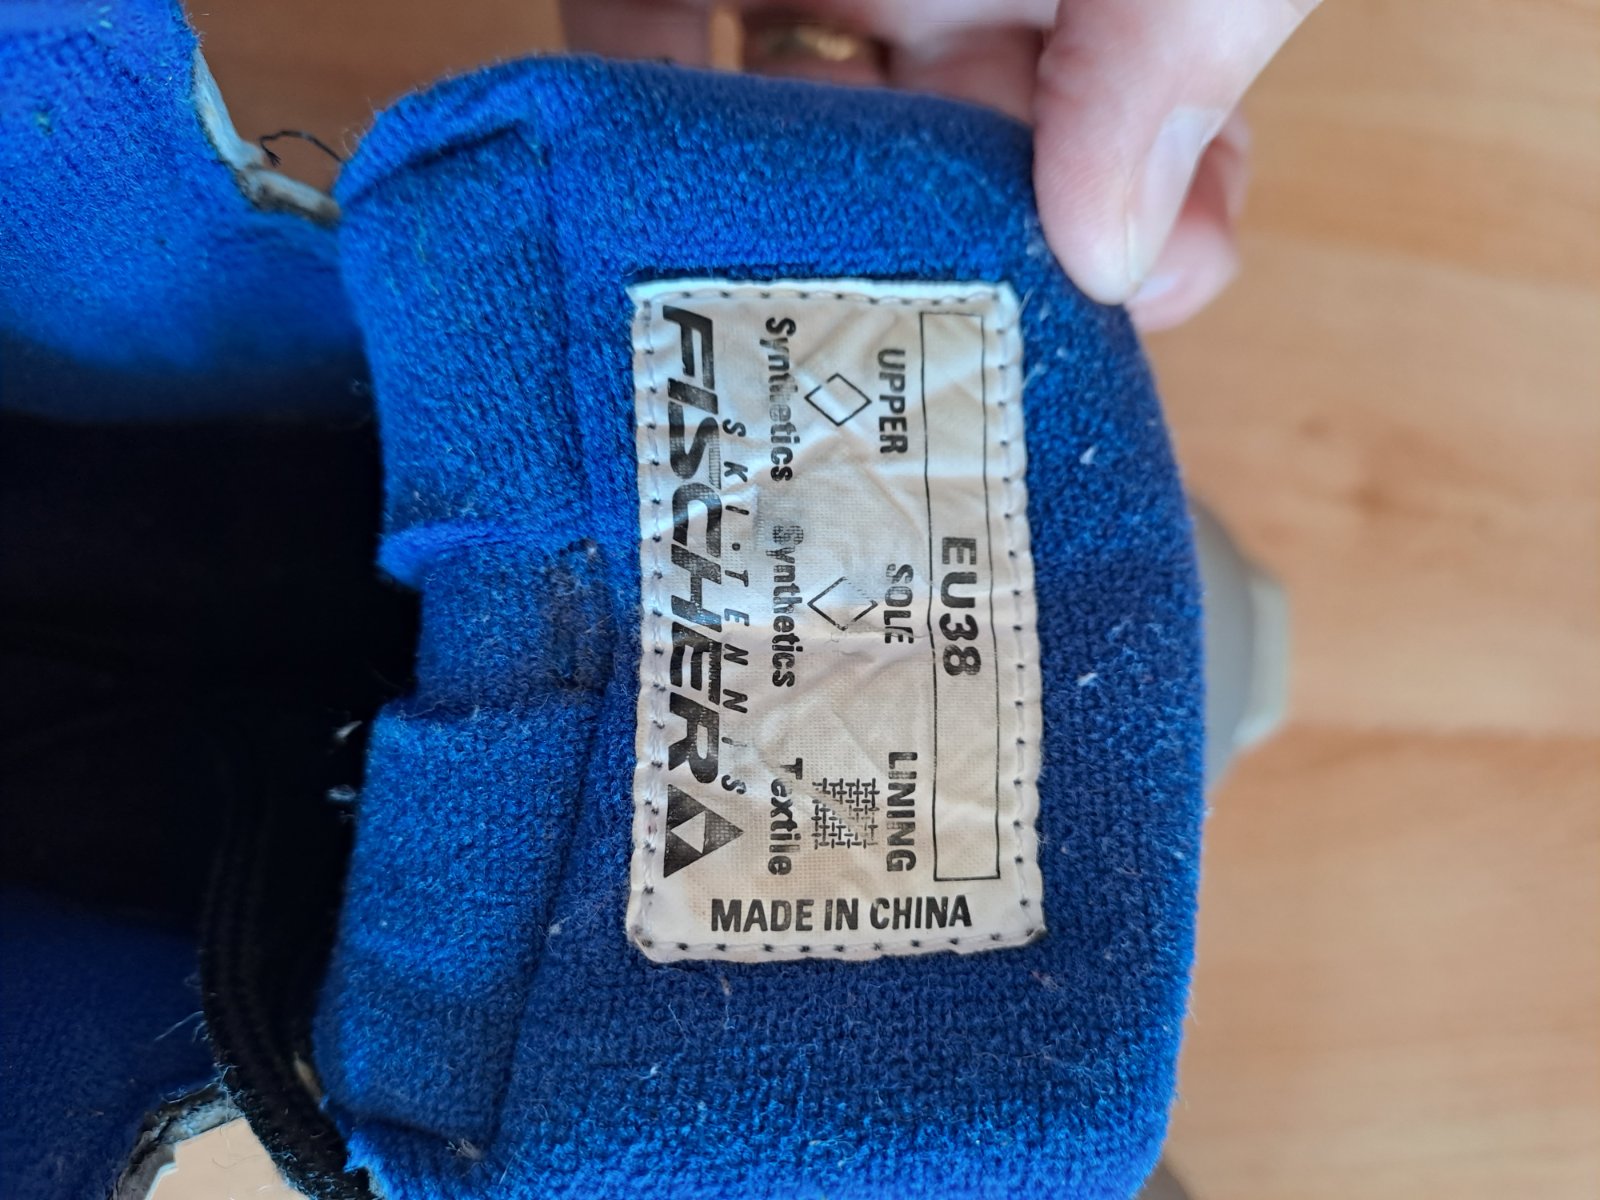 EU38
UPPER SOLE LINING
Synthetics Synthetics Textile
SKI·TENNIS
FISCHER
MADE IN CHINA